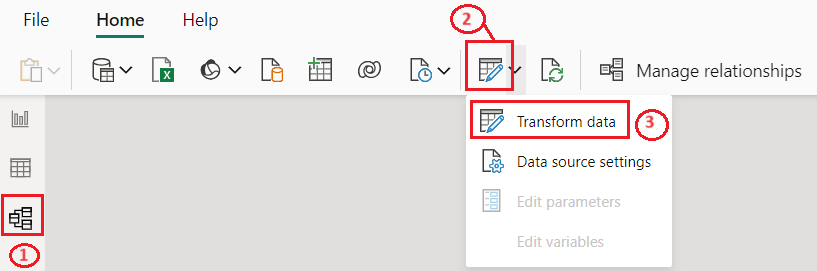 File Home Help
2
Manage relationships
Transform data
3
Data source settings
Edit parameters
Edit variables
1